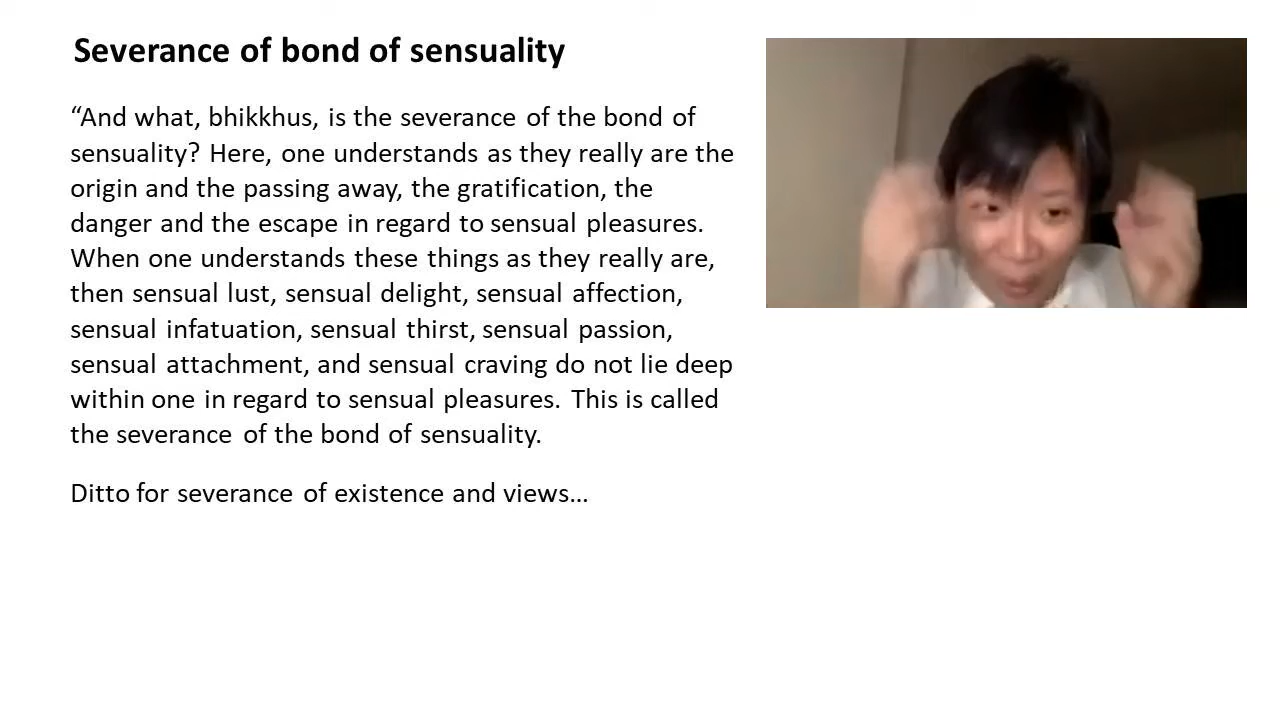 Severance of bond of sensuality
“And what, bhikkhus, is the severance of the bond of
sensuality? Here, one understands as they really are the
origin and the passing away, the gratification, the
danger and the escape in regard to sensual pleasures.
When one understands these things as they really are,
then sensual lust, sensual delight, sensual affection,
sensual infatuation, sensual thirst, sensual passion,
sensual attachment, and sensual craving do not lie deep
within one in regard to sensual pleasures. This is called
the severance of the bond of sensuality.
Ditto for severance of existence and views…